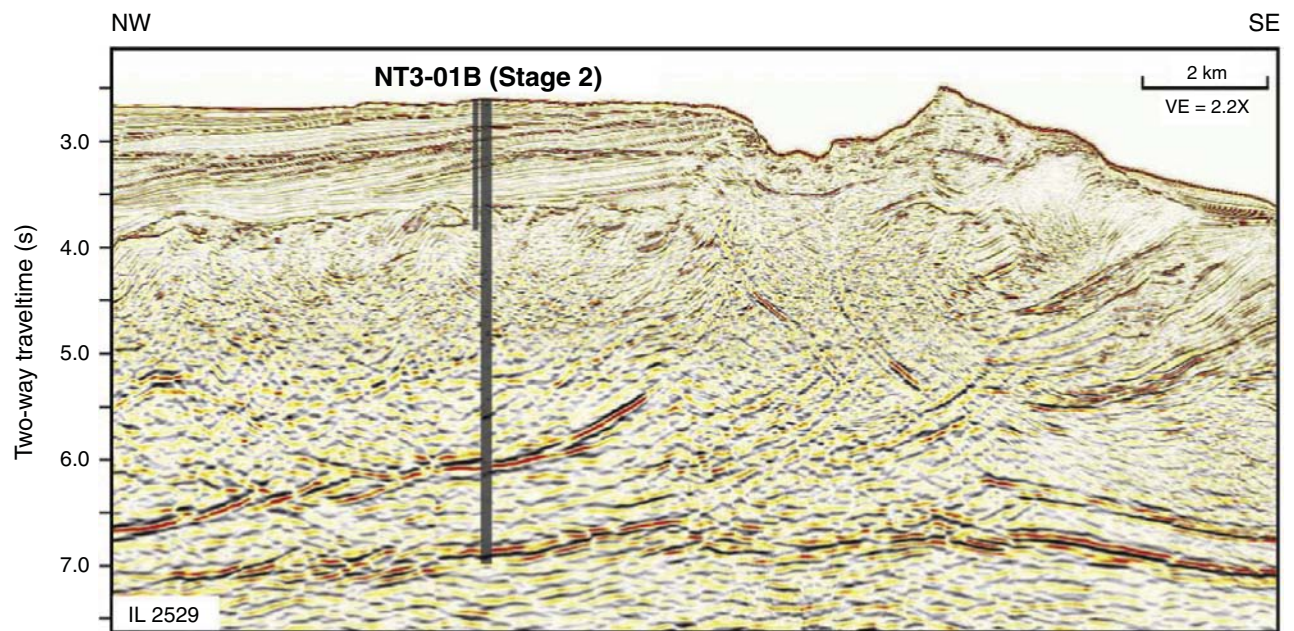 NW
SE
NT3-01B (Stage 2)
2 km
VE = 2.2X
3.0
4.0
5.0
6.0
7.0
Two-way traveltime (s)
IL 2529